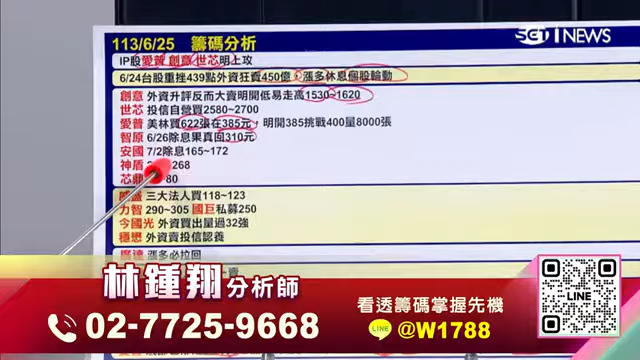 SET iNEWS
113/6/25 籌碼分析
IP股愛普 創意 世芯明上攻
6/24台股重挫439點外資狂賣450億，漲多休息個股輪動
創意 外資升評反而大賣明開低易走高1530~1620
世芯 投信自營買2580~2700
愛普 美林買622張在385元，明開385挑戰400量8000張
智原 6/26除息果真回310元
安國 7/2除息165~172
神盾 268
芯鼎 80
三大法人買118~123
力智 290~305 國巨私募250
今國光 外資買出量過32強
穩懋 外資賣投信認養
廣達 漲多必拉回
林鍾翔分析師
02-7725-9668
看透籌碼掌握先機
LINE @W1788
LINE